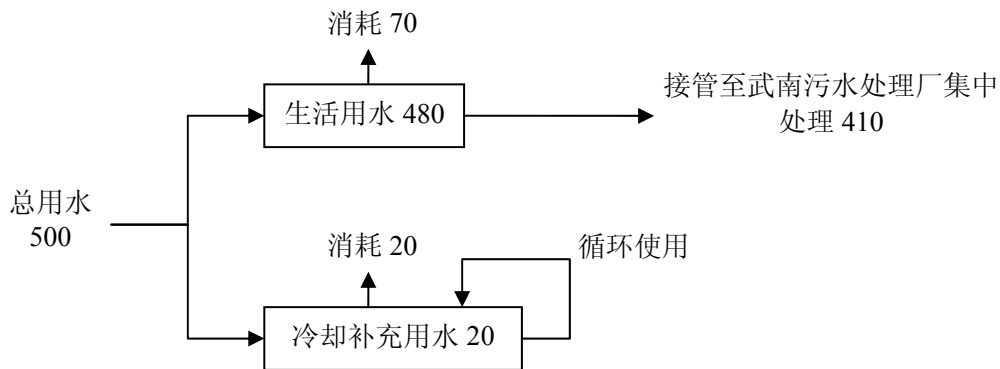 消耗 70
生活用水 480
接管至武南污水处理厂集中
处理 410
总用水
500
消耗 20
循环使用
冷却补充用水 20